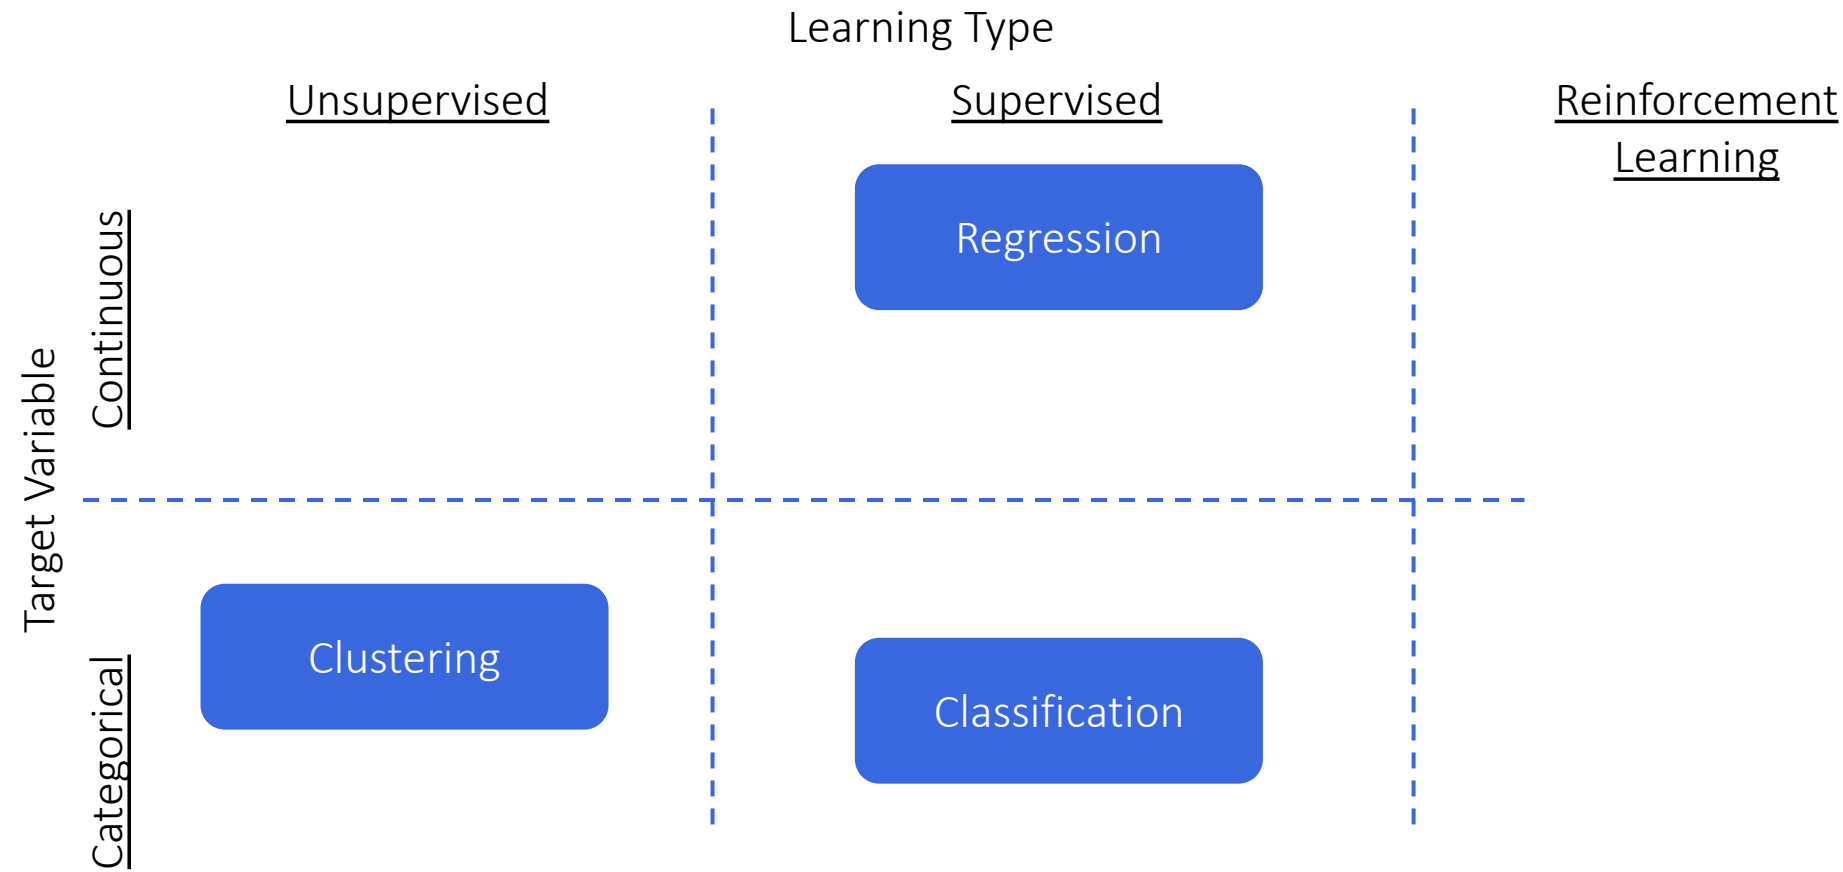 Learning Type
Unsupervised
Supervised
Reinforcement
Learning
Target Variable
Continuous
Regression
Categorical
Clustering
Classification